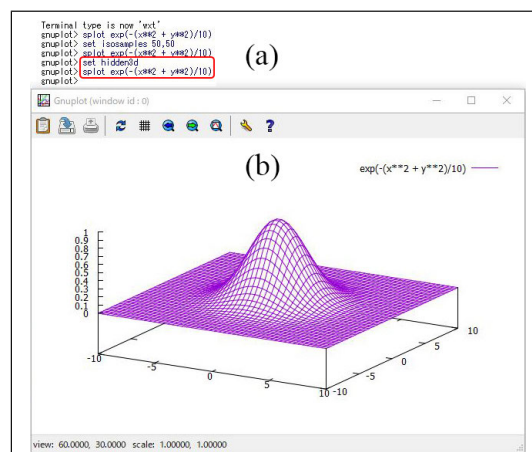 Terminal type is now 'wxt'
gnuplot> splot exp(-(x**2 + y**2)/10)
gnuplot> set isosamples 50,50
gnuplot> splot exp(-(x**2 + y**2)/10)
gnuplot> set hidden3d
gnuplot> splot exp(-(x**2 + y**2)/10)
gnuplot>
(a)
Gnuplot (window id : 0)
(b)
exp(-(x**2 + y**2)/10)
1
0.9
0.8
0.7
0.6
0.5
0.4
0.3
0.2
0.1
0
-10
-5
0
5
10
-10
-5
0
5
10
view: 60.0000, 30.0000 scale: 1.00000, 1.00000